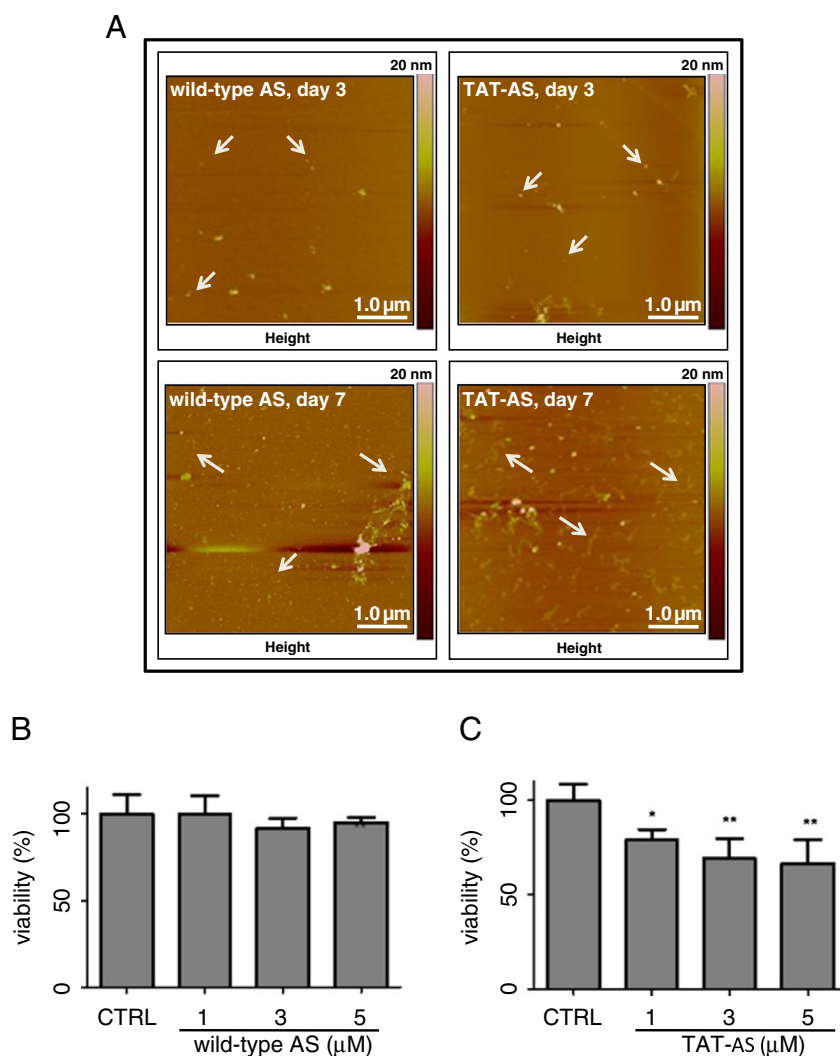 A
20 nm
wild-type AS, day 3
1.0 µm
Height
20 nm
TAT-AS, day 3
1.0 µm
Height
20 nm
wild-type AS, day 7
1.0 µm
Height
20 nm
TAT-AS, day 7
1.0 µm
Height
B
viability (%)
100
50
0
**
CTRL 1 3 5
wild-type AS (µM)
C
viability (%)
100
50
0
* ** **
CTRL 1 3 5
TAT-AS (µM)